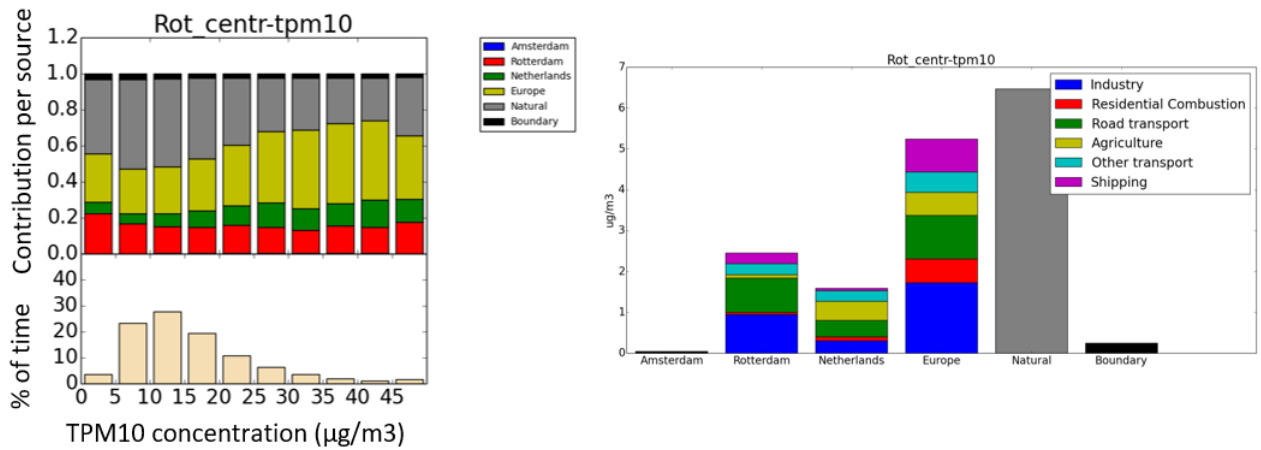 Rot_centr-tpm10
Contribution per source
1.2
1.0
0.8
0.6
0.4
0.2
0.0
Amsterdam
Rotterdam
Netherlands
Europe
Natural
Boundary
% of time
40
30
20
10
0
0 5 10 15 20 25 30 35 40 45
TPM10 concentration (µg/m3)
Rot_centr-tpm10
ug/m3
7
6
5
4
3
2
1
0
Industry
Residential Combustion
Road transport
Agriculture
Other transport
Shipping
Amsterdam Rotterdam Netherlands Europe Natural Boundary